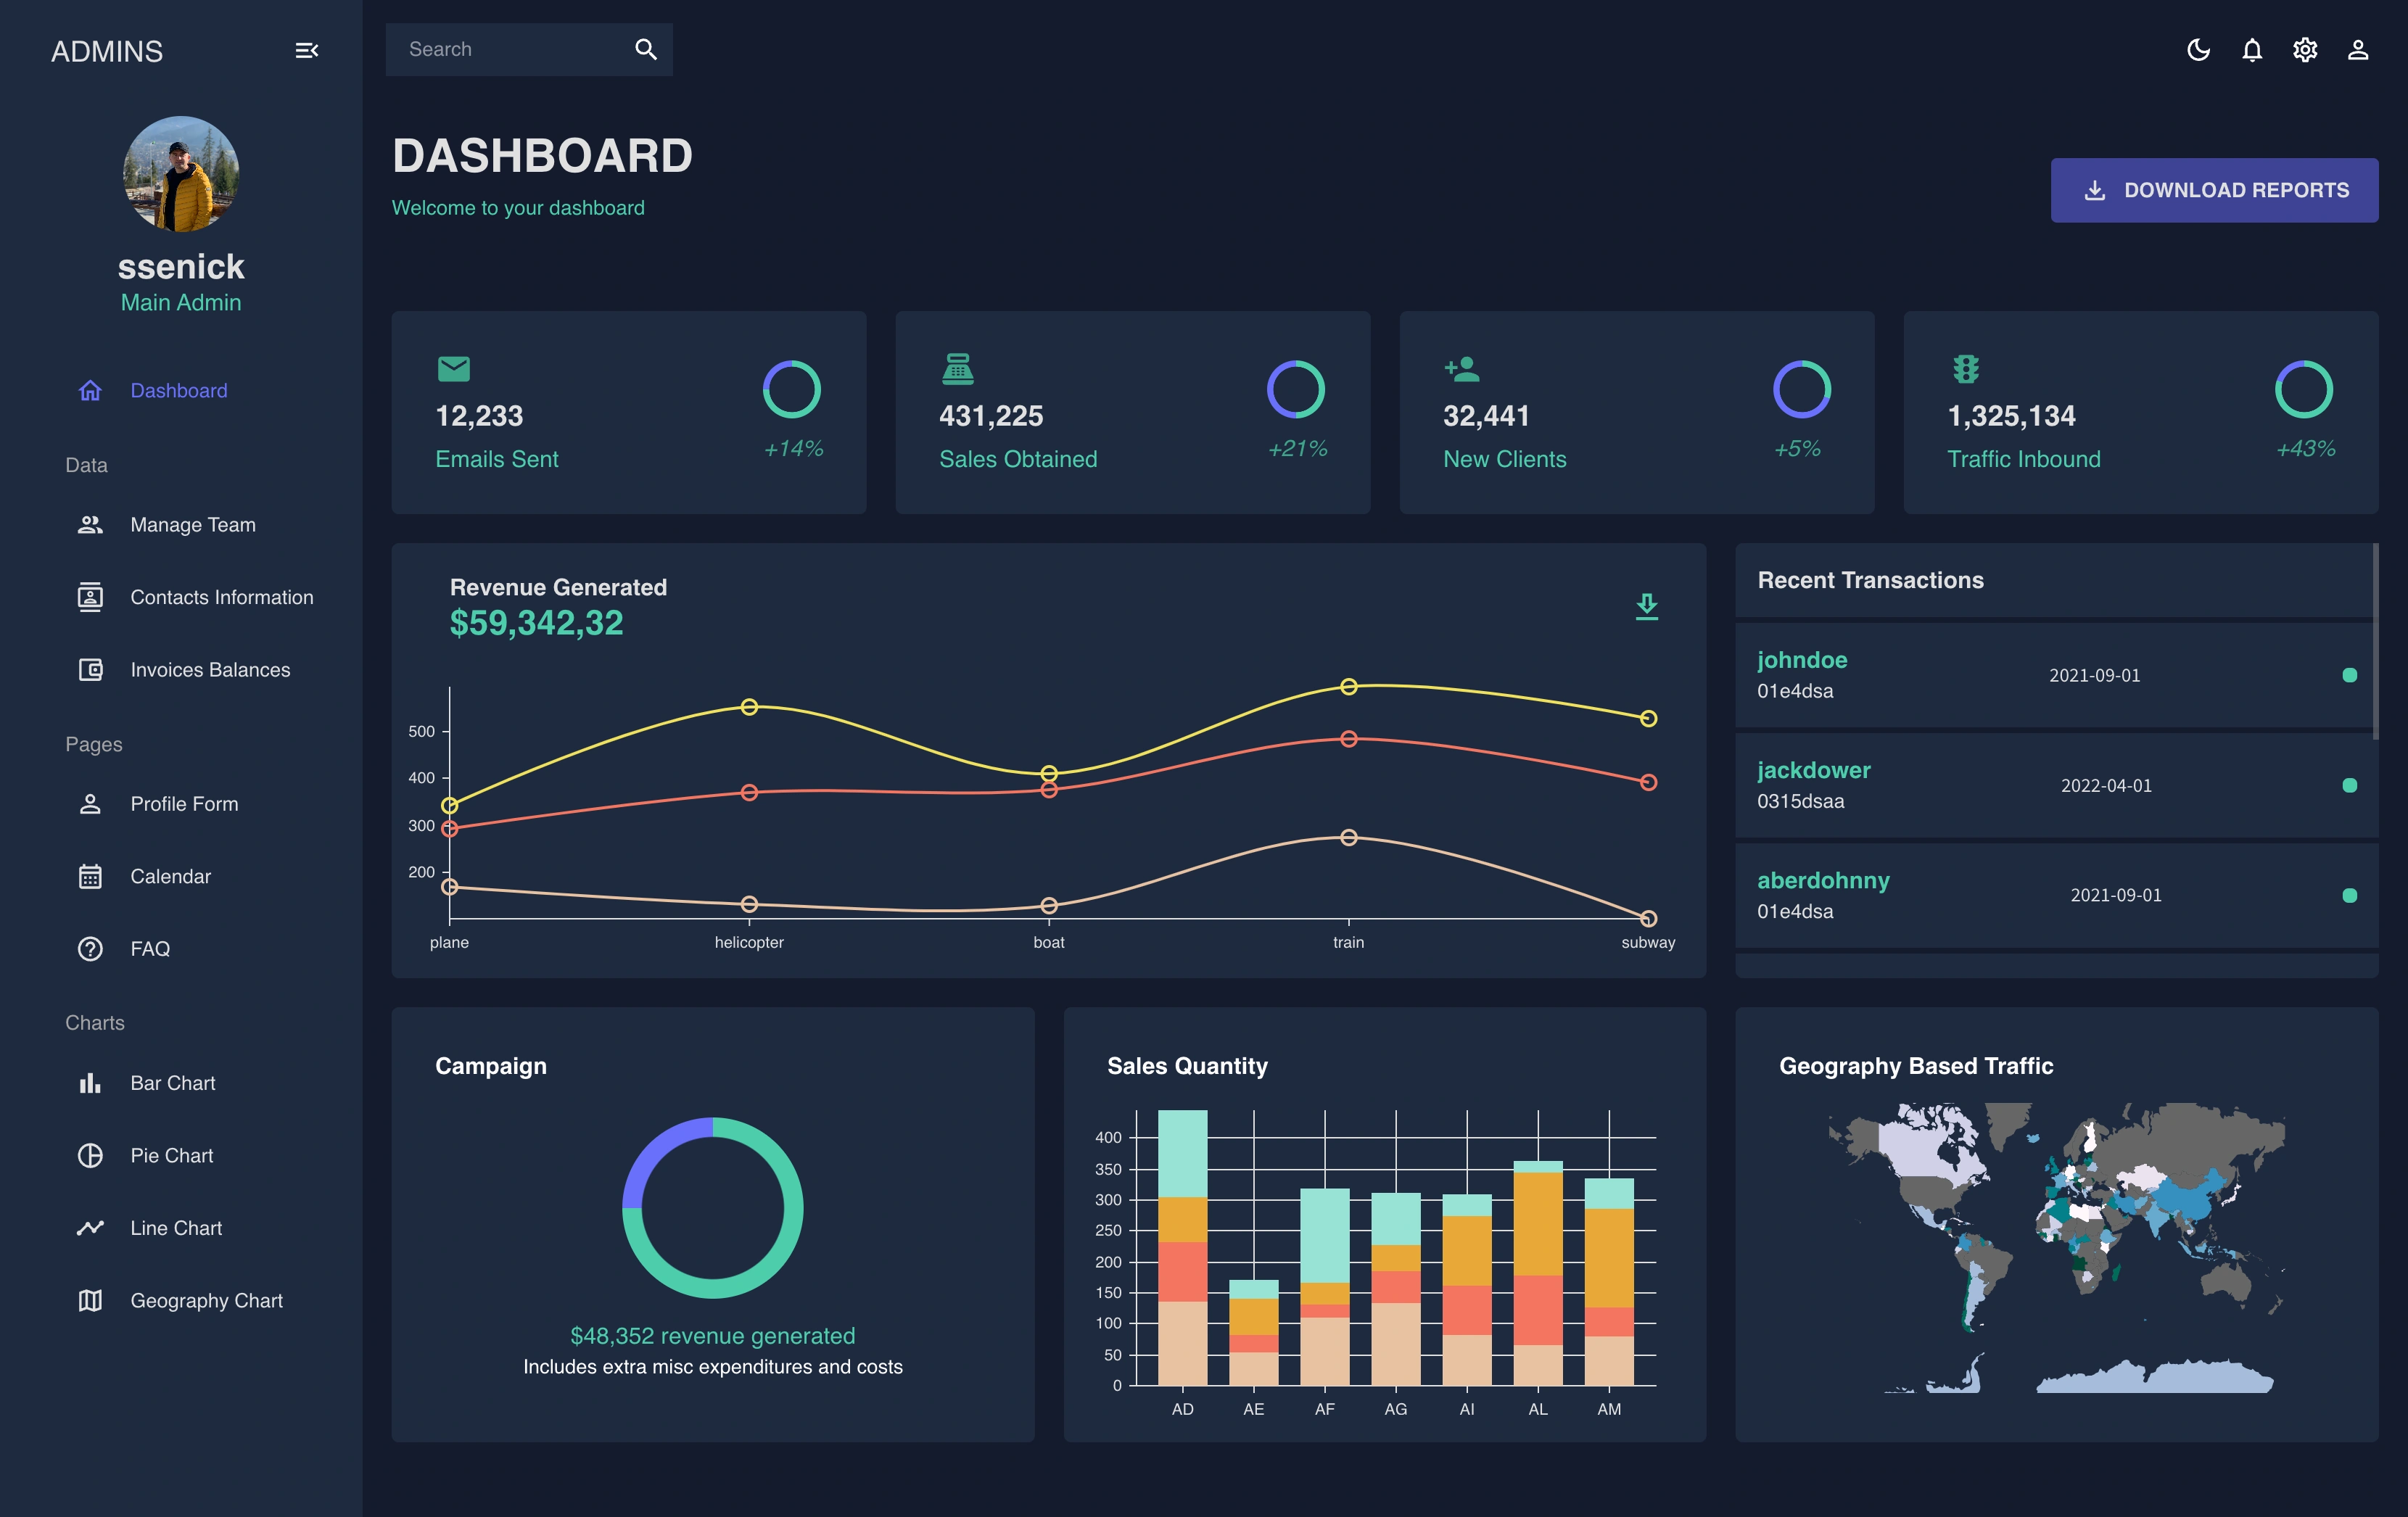 ADMINS
Search
ssenick
Main Admin
Dashboard
Data
Manage Team
Contacts Information
Invoices Balances
Pages
Profile Form
Calendar
FAQ
Charts
Bar Chart
Pie Chart
Line Chart
Geography Chart
DASHBOARD
Welcome to your dashboard
DOWNLOAD REPORTS
12,233
Emails Sent
+14%
431,225
Sales Obtained
+21%
32,441
New Clients
+5%
1,325,134
Traffic Inbound
+43%
Revenue Generated
$59,342,32
500
400
300
200
plane helicopter boat train subway
Recent Transactions
johndoe
01e4dsa
2021-09-01
jackdower
0315dsaa
2022-04-01
aberdohnny
01e4dsa
2021-09-01
Campaign
$48,352 revenue generated
Includes extra misc expenditures and costs
Sales Quantity
400
350
300
250
200
150
100
50
0
AD AE AF AG AI AL AM
Geography Based Traffic